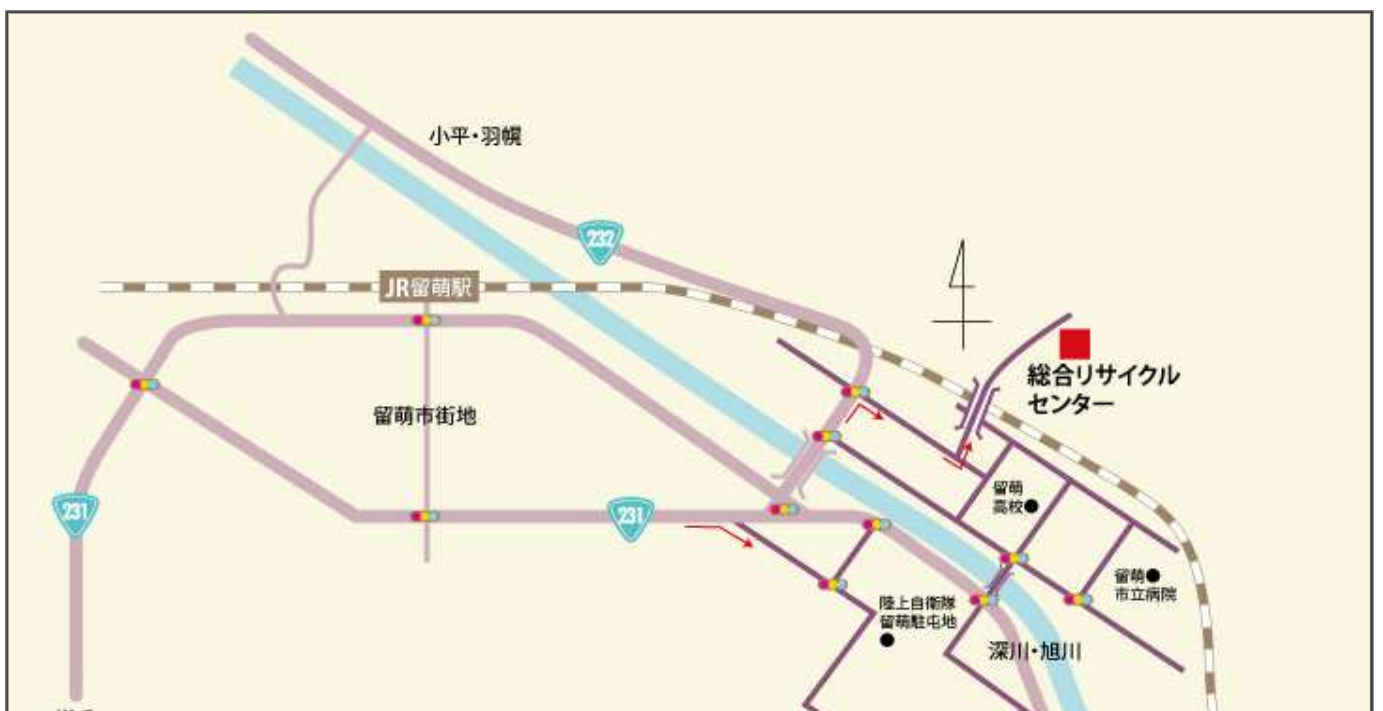 小平・羽幌
232
JR留萌駅
総合リサイクル
センター
留萌市街地
留萌
高校●
231
231
留萌●
市立病院
陸上自衛隊
留萌駐屯地
●
深川・旭川